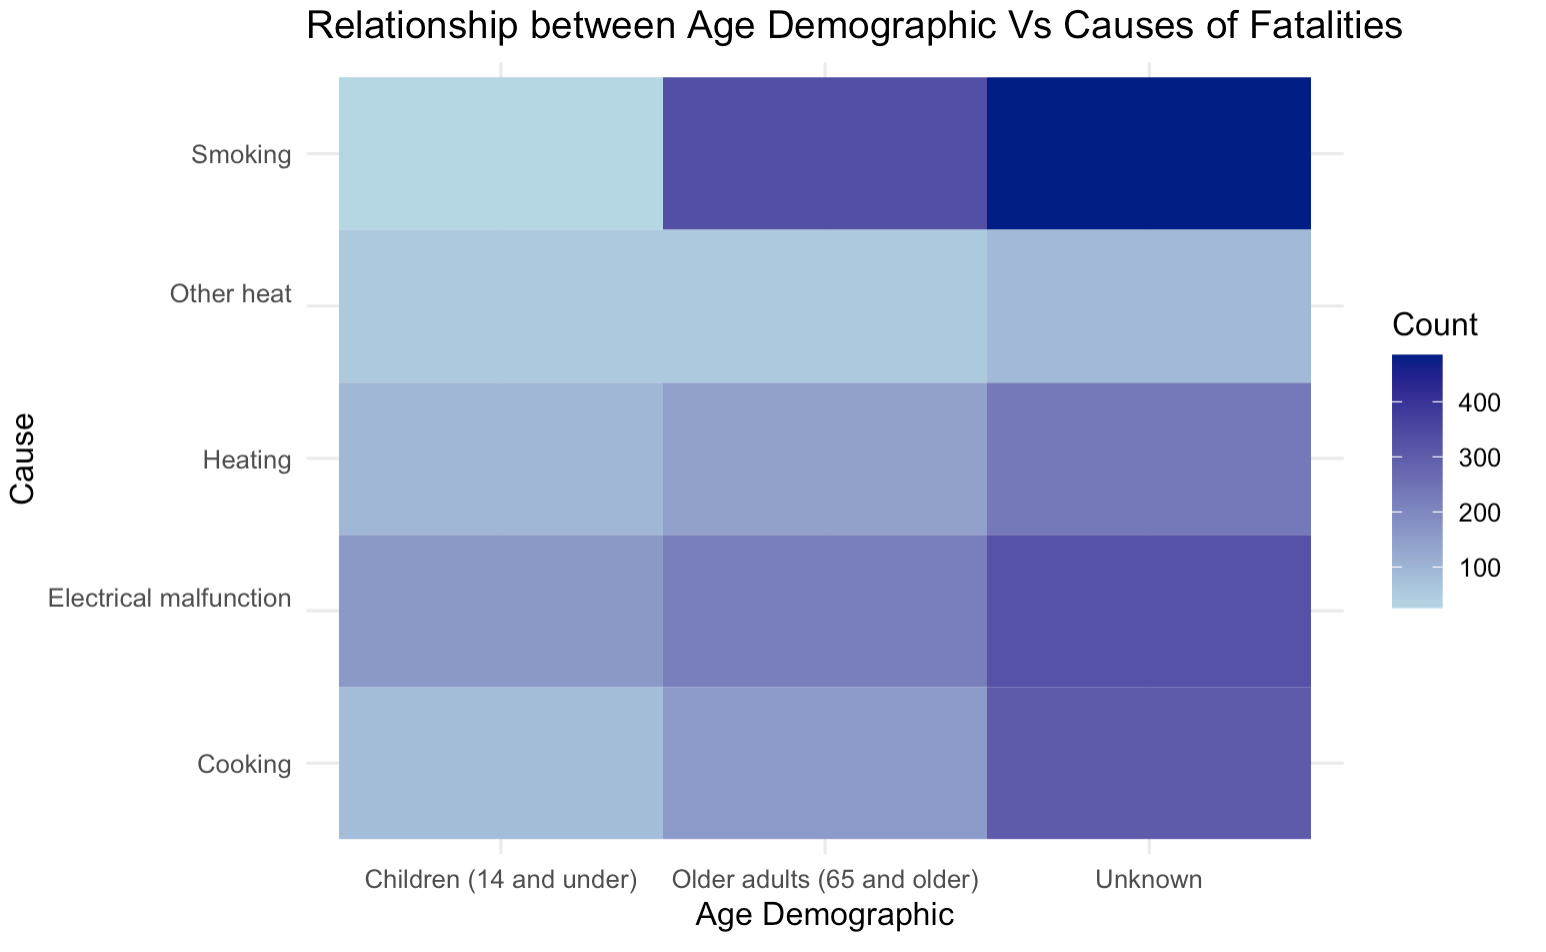 Relationship between Age Demographic Vs Causes of Fatalities
Cause
Smoking
Other heat
Heating
Electrical malfunction
Cooking
Children (14 and under)
Older adults (65 and older)
Unknown
Age Demographic
Count
400
300
200
100